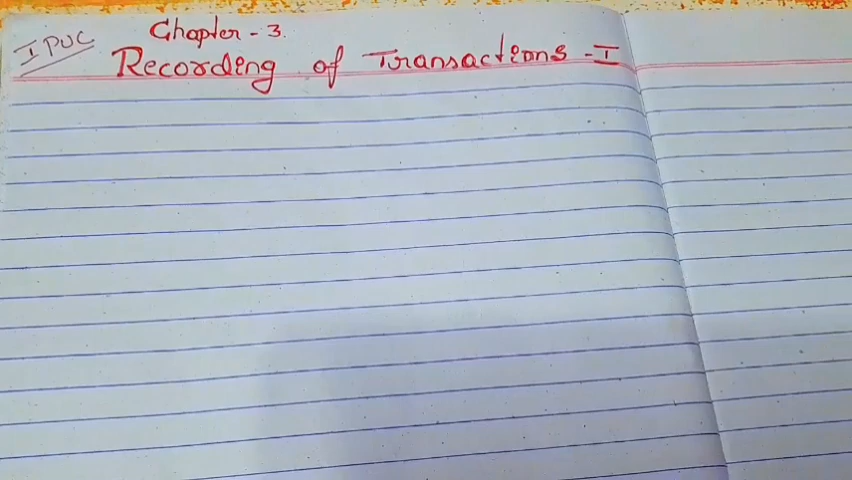 I PUC
Chapter - 3.
Recording of Transactions - I